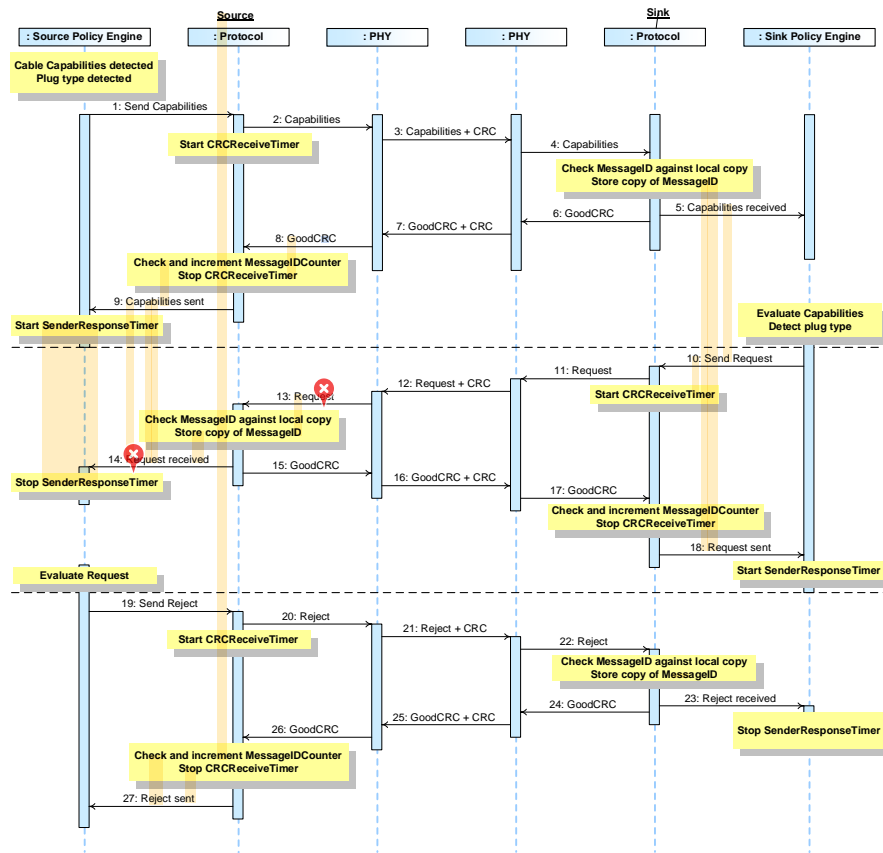 Source
Sink
: Source Policy Engine
: Protocol
: PHY
: PHY
: Protocol
: Sink Policy Engine
Cable Capabilities detected
Plug type detected
1: Send Capabilities
2: Capabilities
Start CRCReceiveTimer
3: Capabilities + CRC
4: Capabilities
Check MessageID against local copy
Store copy of MessageID
5: Capabilities received
6: GoodCRC
7: GoodCRC + CRC
8: GoodCRC
Check and increment MessageIDCounter
Stop CRCReceiveTimer
9: Capabilities sent
Start SenderResponseTimer
Evaluate Capabilities
Detect plug type
10: Send Request
11: Request
Start CRCReceiveTimer
12: Request + CRC
13: Request
Check MessageID against local copy
Store copy of MessageID
14: Request received
Stop SenderResponseTimer
15: GoodCRC
16: GoodCRC + CRC
17: GoodCRC
Check and increment MessageIDCounter
Stop CRCReceiveTimer
18: Request sent
Start SenderResponseTimer
Evaluate Request
19: Send Reject
20: Reject
Start CRCReceiveTimer
21: Reject + CRC
22: Reject
Check MessageID against local copy
Store copy of MessageID
23: Reject received
Stop SenderResponseTimer
24: GoodCRC
25: GoodCRC + CRC
26: GoodCRC
Check and increment MessageIDCounter
Stop CRCReceiveTimer
27: Reject sent